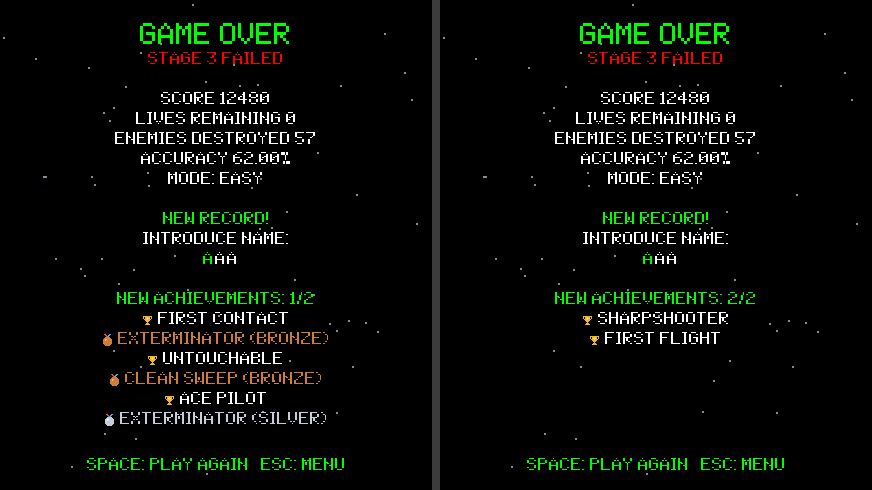 GAME OVER
STAGE 3 FAILED
SCORE 12480
LIVES REMAINING 0
ENEMIES DESTROYED 57
ACCURACY 62.00%
MODE: EASY
NEW RECORD!
INTRODUCE NAME:
AAA
NEW ACHIEVEMENTS: 1/2
FIRST CONTACT
EXTERMINATOR (BRONZE)
UNTOUCHABLE
CLEAN SWEEP (BRONZE)
ACE PILOT
EXTERMINATOR (SILVER)
SPACE: PLAY AGAIN ESC: MENU
GAME OVER
STAGE 3 FAILED
SCORE 12480
LIVES REMAINING 0
ENEMIES DESTROYED 57
ACCURACY 62.00%
MODE: EASY
NEW RECORD!
INTRODUCE NAME:
AAA
NEW ACHIEVEMENTS: 2/2
SHARPSHOOTER
FIRST FLIGHT
SPACE: PLAY AGAIN ESC: MENU